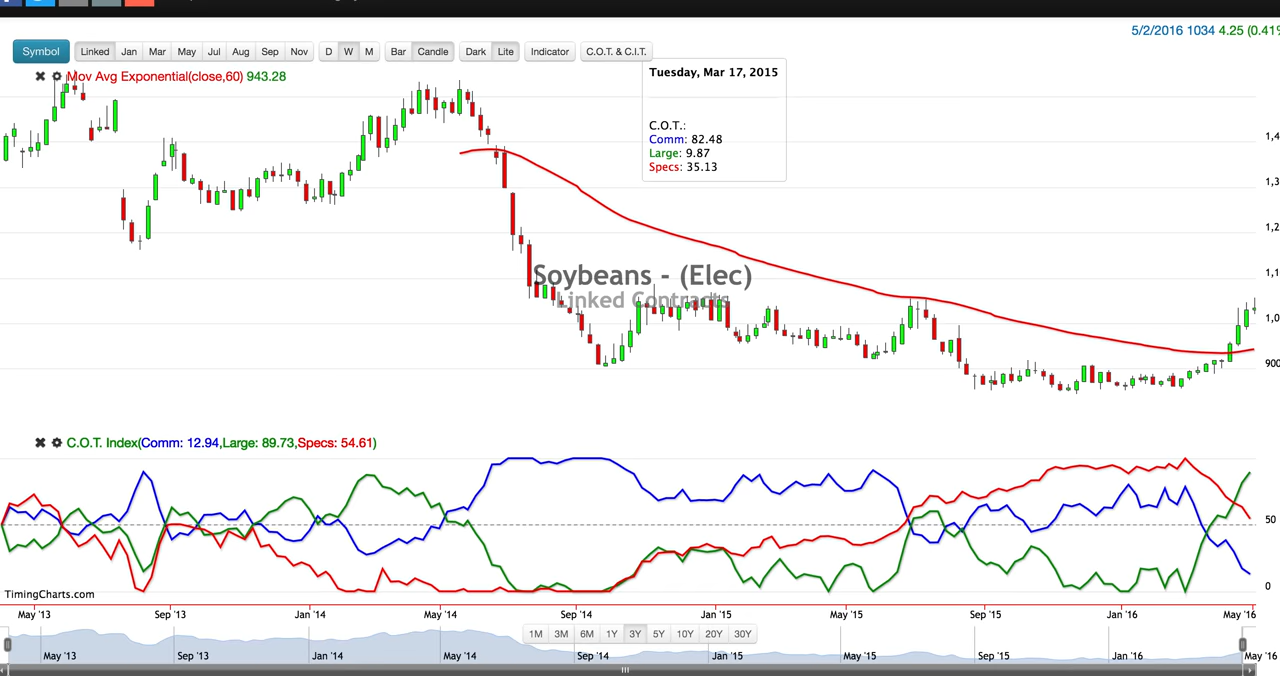 5/2/2016 1034 4.25 (0.41%
Symbol Linked Jan Mar May Jul Aug Sep Nov D W M Bar Candle Dark Lite Indicator C.O.T. & C.I.T.
Mov Avg Exponential(close,60) 943.28
Tuesday, Mar 17, 2015
C.O.T.:
Comm: 82.48
Large: 9.87
Specs: 35.13
1,4
1,3
1,2
1,1
1,0
900
Soybeans - (Elec)
Linked Contracts
C.O.T. Index(Comm: 12.94,Large: 89.73,Specs: 54.61)
50
0
TimingCharts.com
May '13 Sep '13 Jan '14 May '14 Sep '14 Jan '15 May '15 Sep '15 Jan '16 May '16
1M 3M 6M 1Y 3Y 5Y 10Y 20Y 30Y
May '13 Sep '13 Jan '14 May '14 Sep '14 Jan '15 May '15 Sep '15 Jan '16 May '16